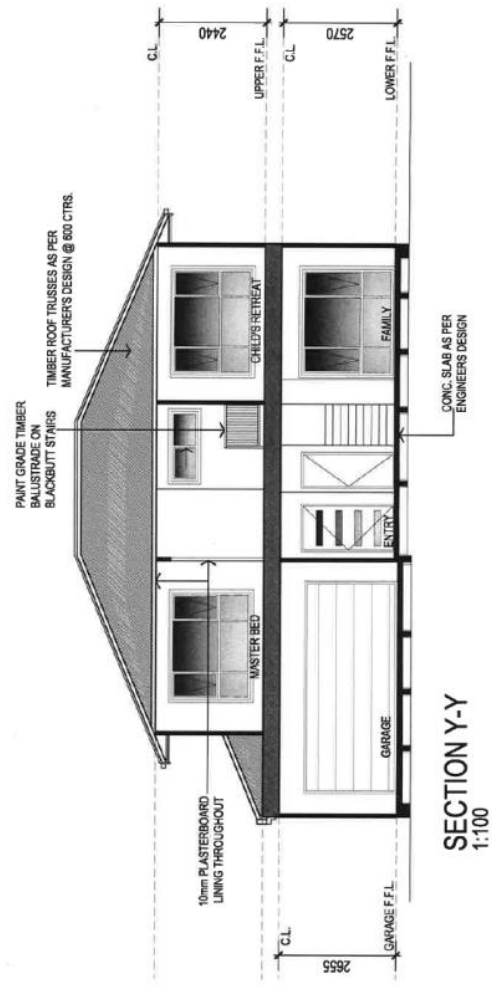 PAINT GRADE TIMBER
BALUSTRADE ON
BLACKBUTT STAIRS
TIMBER ROOF TRUSSES AS PER
MANUFACTURER'S DESIGN @ 600 CTRS.
10mm PLASTERBOARD
LINING THROUGHOUT
C.L.
2440
UPPER F.F.L.
C.L.
2570
LOWER F.F.L.
C.L.
2655
GARAGE F.F.L.
MASTER BED
CHILD'S RETREAT
GARAGE
ENTRY
FAMILY
CONC. SLAB AS PER
ENGINEERS DESIGN
SECTION Y-Y
1:100